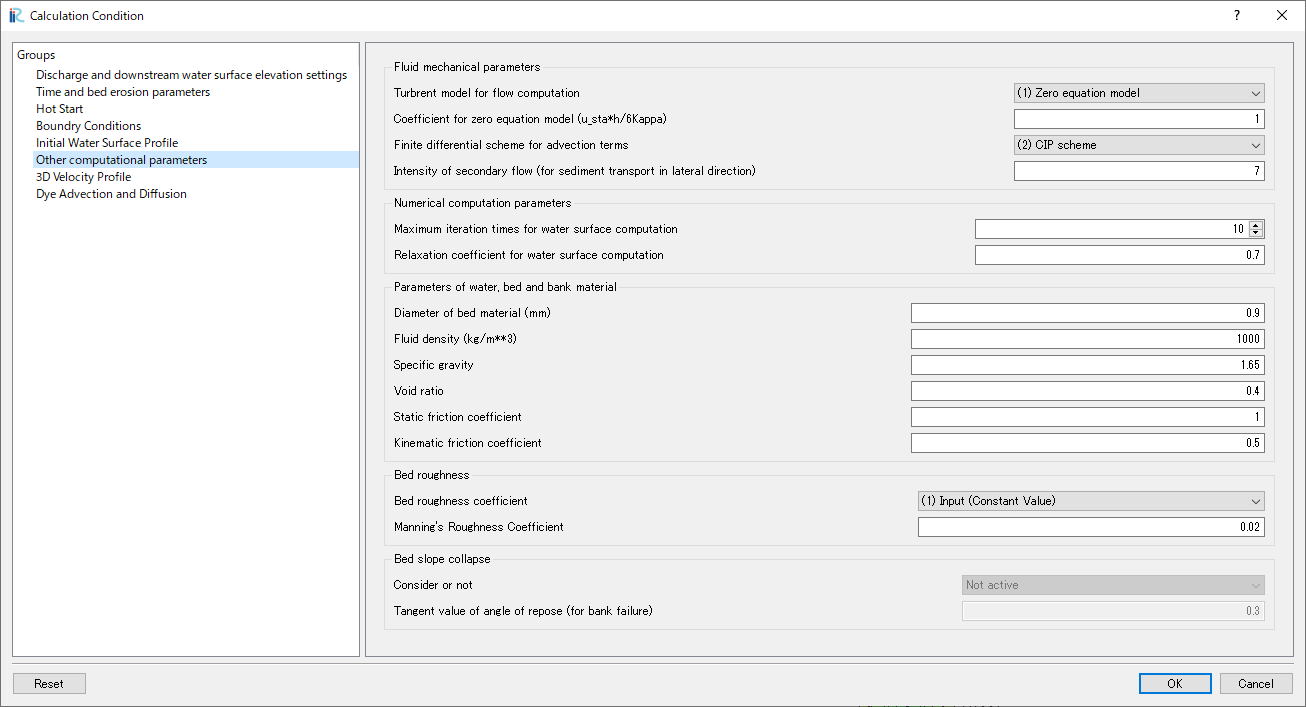 Calculation Condition
?
Groups
Discharge and downstream water surface elevation settings
Time and bed erosion parameters
Hot Start
Boundry Conditions
Initial Water Surface Profile
Other computational parameters
3D Velocity Profile
Dye Advection and Diffusion
Fluid mechanical parameters
Turbrent model for flow computation (1) Zero equation model
Coefficient for zero equation model (u_sta*h/6Kappa) 1
Finite differential scheme for advection terms (2) CIP scheme
Intensity of secondary flow (for sediment transport in lateral direction) 7
Numerical computation parameters
Maximum iteration times for water surface computation 10
Relaxation coefficient for water surface computation 0.7
Parameters of water, bed and bank material
Diameter of bed material (mm) 0.9
Fluid density (kg/m**3) 1000
Specific gravity 1.65
Void ratio 0.4
Static friction coefficient 1
Kinematic friction coefficient 0.5
Bed roughness
Bed roughness coefficient (1) Input (Constant Value)
Manning's Roughness Coefficient 0.02
Bed slope collapse
Consider or not Not active
Tangent value of angle of repose (for bank failure) 0.3
Reset OK Cancel